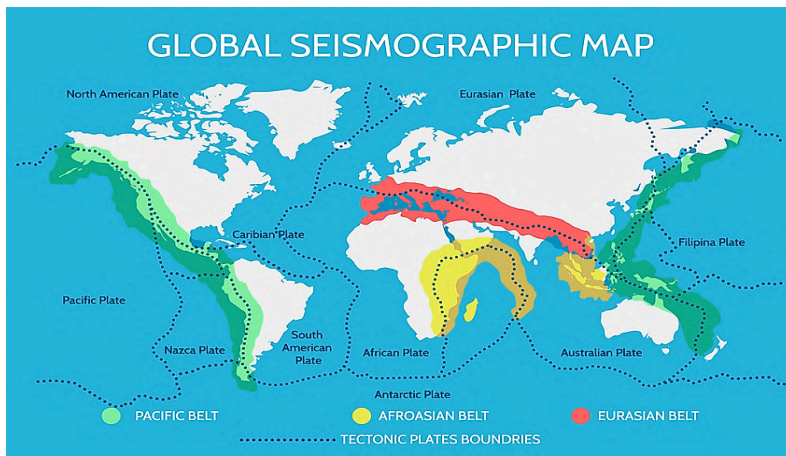 GLOBAL SEISMOGRAPHIC MAP
North American Plate
Eurasian Plate
Caribian Plate
Filipina Plate
Pacific Plate
Nazca Plate
South
American
Plate
African Plate
Australian Plate
Antarctic Plate
PACIFIC BELT
AFROASIAN BELT
EURASIAN BELT
TECTONIC PLATES BOUNDRIES